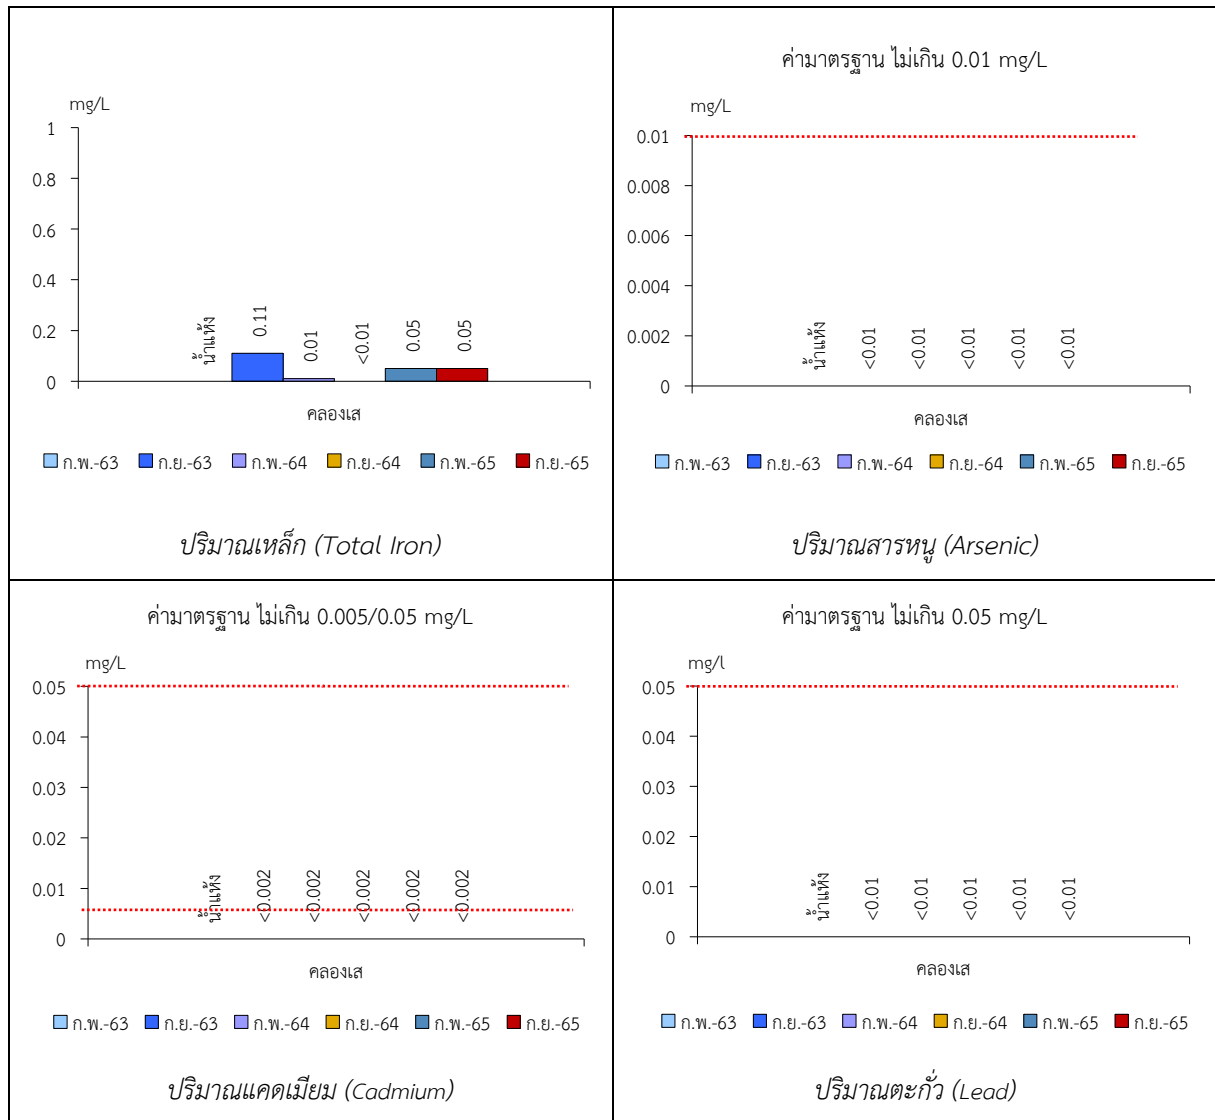 mg/L
1
0.8
0.6
0.4
0.2
0
น้ำแห้ง
0.11
0.01
<0.01
0.05
0.05
คลองเส
ก.พ.-63 ก.ย.-63 ก.พ.-64 ก.ย.-64 ก.พ.-65 ก.ย.-65
ปริมาณเหล็ก (Total Iron)
ค่ามาตรฐาน ไม่เกิน 0.01 mg/L
mg/L
0.01
0.008
0.006
0.004
0.002
0
น้ำแห้ง
<0.01
<0.01
<0.01
<0.01
<0.01
คลองเส
ก.พ.-63 ก.ย.-63 ก.พ.-64 ก.ย.-64 ก.พ.-65 ก.ย.-65
ปริมาณสารหนู (Arsenic)
ค่ามาตรฐาน ไม่เกิน 0.005/0.05 mg/L
mg/L
0.05
0.04
0.03
0.02
0.01
0
น้ำแห้ง
<0.002
<0.002
<0.002
<0.002
<0.002
คลองเส
ก.พ.-63 ก.ย.-63 ก.พ.-64 ก.ย.-64 ก.พ.-65 ก.ย.-65
ปริมาณแคดเมียม (Cadmium)
ค่ามาตรฐาน ไม่เกิน 0.05 mg/L
mg/l
0.05
0.04
0.03
0.02
0.01
0
น้ำแห้ง
<0.01
<0.01
<0.01
<0.01
<0.01
คลองเส
ก.พ.-63 ก.ย.-63 ก.พ.-64 ก.ย.-64 ก.พ.-65 ก.ย.-65
ปริมาณตะกั่ว (Lead)